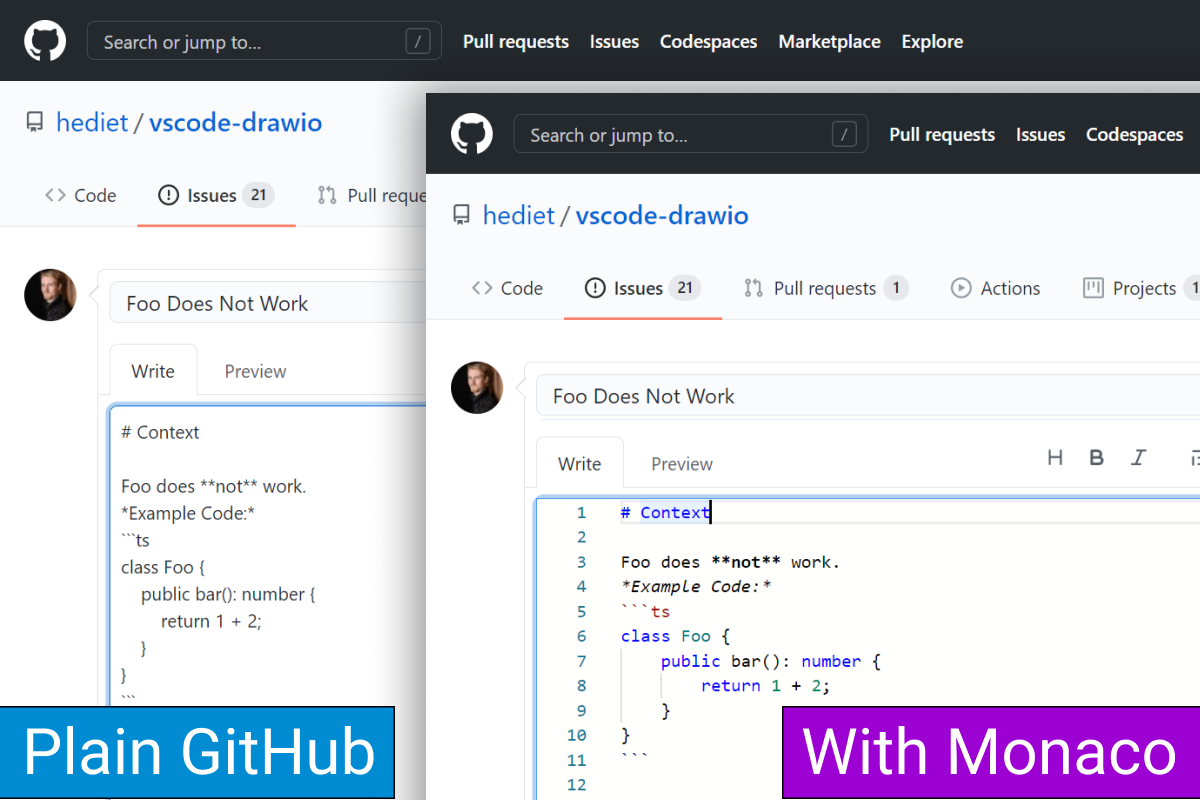 Search or jump to... /
Pull requests Issues Codespaces Marketplace Explore
hediet / vscode-drawio
<> Code Issues 21 Pull reque
Foo Does Not Work
Write Preview
# Context
Foo does **not** work.
*Example Code:*
```ts
class Foo {
public bar(): number {
return 1 + 2;
}
}
```
Plain GitHub
Search or jump to... /
Pull requests Issues Codespaces
hediet / vscode-drawio
<> Code Issues 21 Pull requests 1 Actions Projects 1
Foo Does Not Work
Write Preview H B I
1 # Context
2
3 Foo does **not** work.
4 *Example Code:*
5 ```ts
6 class Foo {
7 public bar(): number {
8 return 1 + 2;
9 }
10 }
11 ```
12
With Monaco